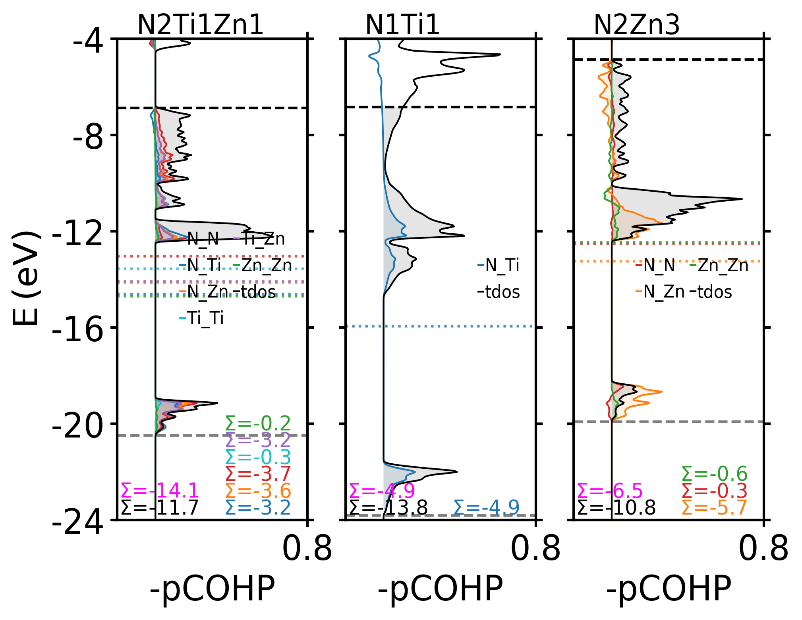 N2Ti1Zn1 N1Ti1 N2Zn3
-4
-8
-12
-16
-20
-24
E (eV)
N_N Ti_Zn
N_Ti Zn_Zn
N_Zn tdos
Ti_Ti
Σ=-0.2
Σ=-3.2
Σ=-0.3
Σ=-3.7
Σ=-14.1 Σ=-3.6
Σ=-11.7 Σ=-3.2
0.8
-pCOHP
N_Ti
tdos
Σ=-4.9
Σ=-13.8 Σ=-4.9
0.8
-pCOHP
N_N Zn_Zn
N_Zn tdos
Σ=-0.6
Σ=-6.5 Σ=-0.3
Σ=-10.8 Σ=-5.7
0.8
-pCOHP